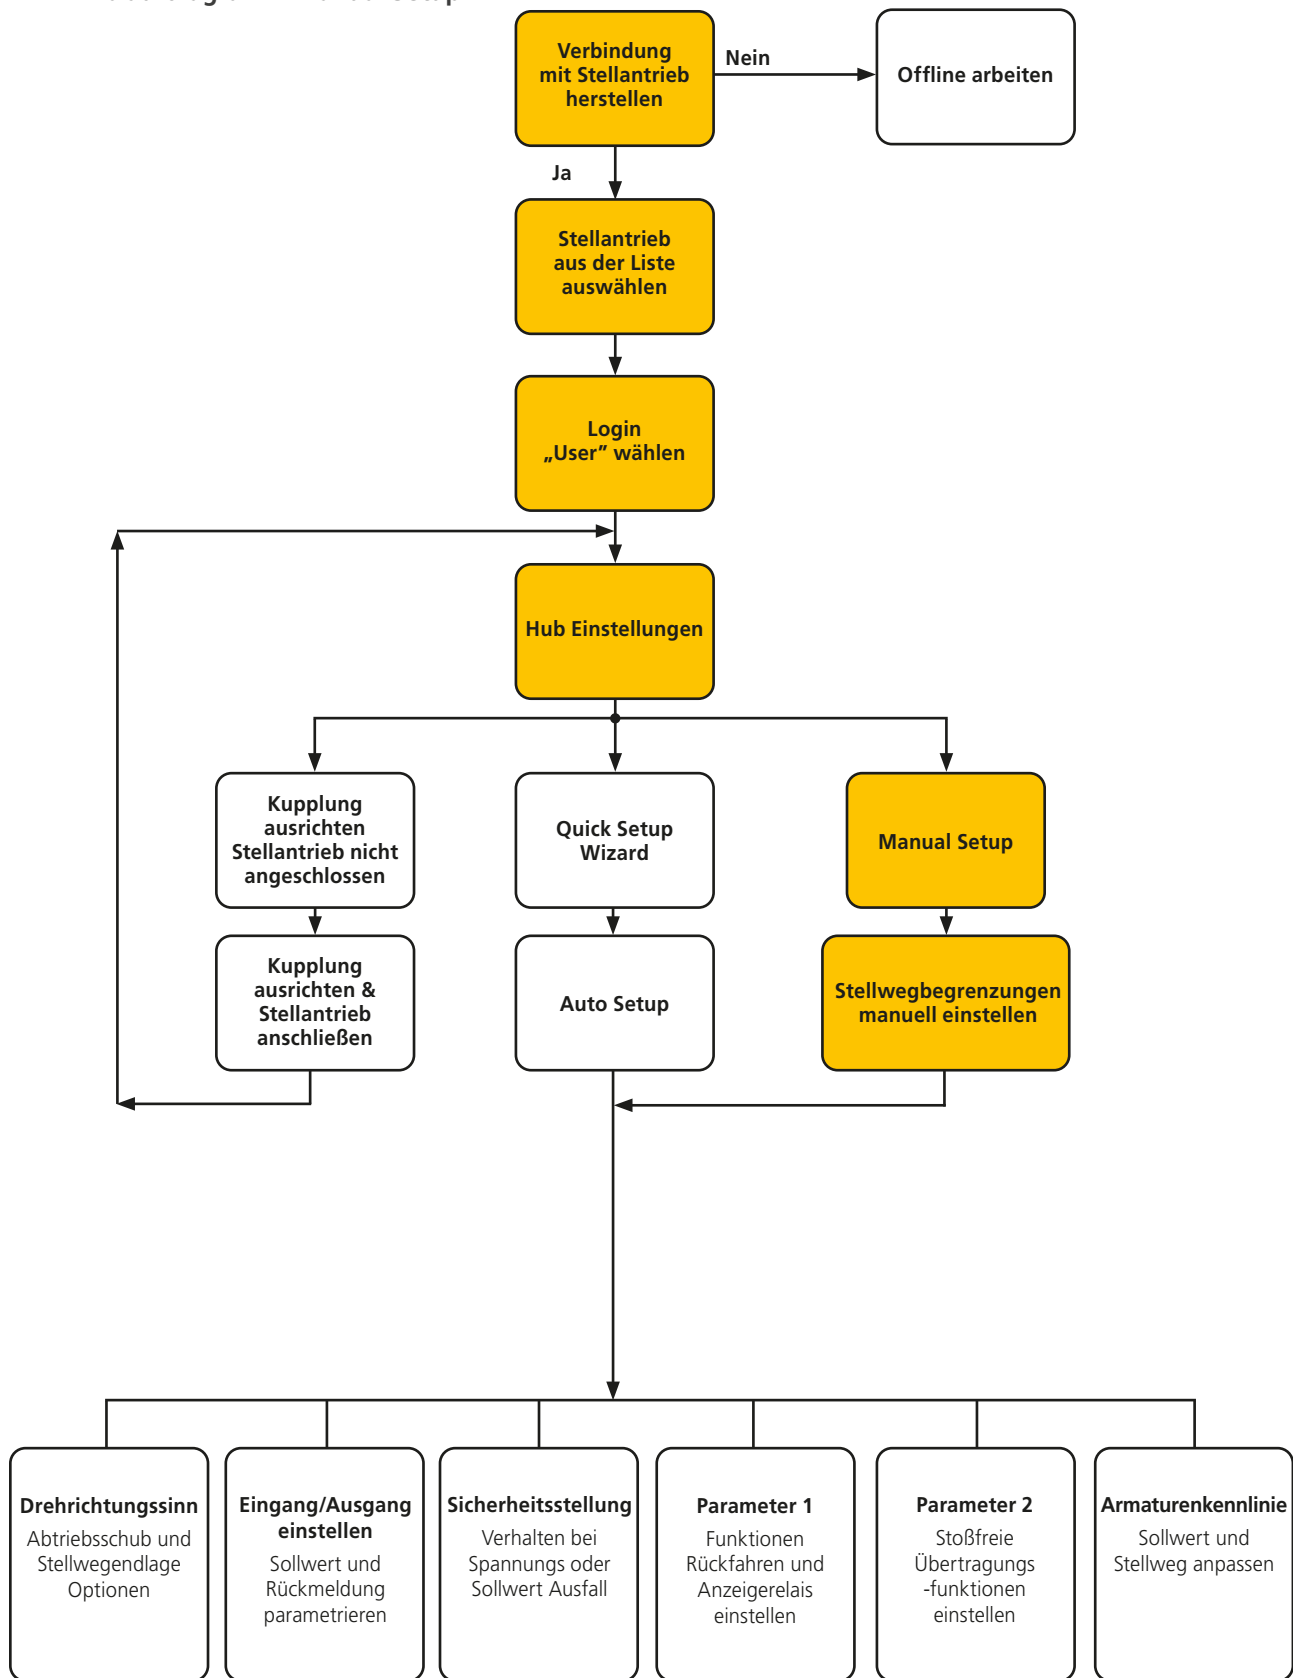 Setup
Verbindung
mit Stellantrieb
herstellen
Nein
Offline arbeiten
Ja
Stellantrieb
aus der Liste
auswählen
Login
„User” wählen
Hub Einstellungen
Kupplung
ausrichten
Stellantrieb nicht
angeschlossen
Quick Setup
Wizard
Manual Setup
Kupplung
ausrichten &
Stellantrieb
anschließen
Auto Setup
Stellwegbegrenzungen
manuell einstellen
Drehrichtungssinn
Abtriebsschub und
Stellwegendlage
Optionen
Eingang/Ausgang
einstellen
Sollwert und
Rückmeldung
parametrieren
Sicherheitsstellung
Verhalten bei
Spannungs oder
Sollwert Ausfall
Parameter 1
Funktionen
Rückfahren und
Anzeigerelais
einstellen
Parameter 2
Stoßfreie
Übertragungs
-funktionen
einstellen
Armaturenkennlinie
Sollwert und
Stellweg anpassen